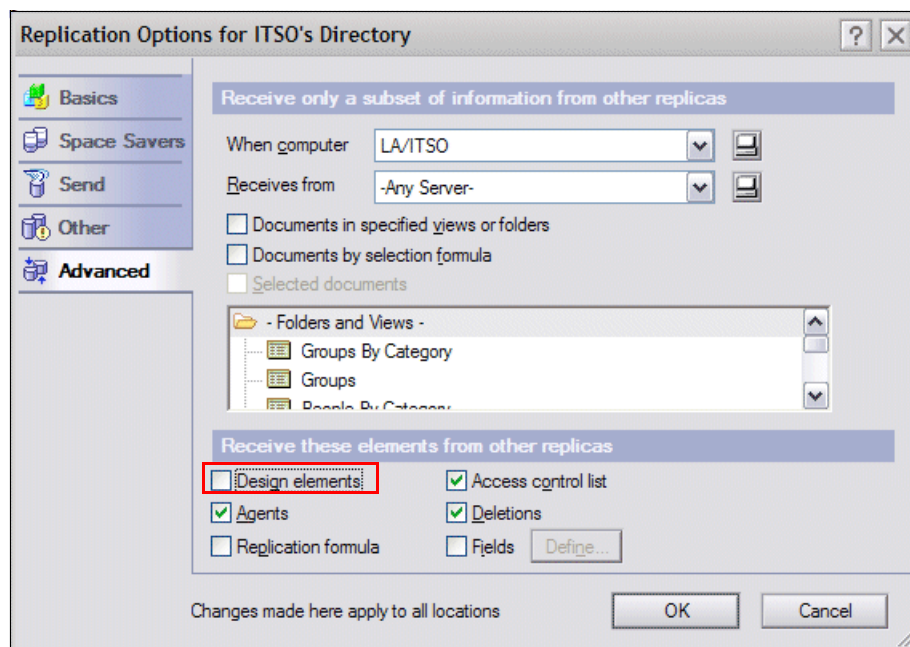 Replication Options for ITSO's Directory
Basics
Space Savers
Send
Other
Advanced
Receive only a subset of information from other replicas
When computer LA/ITSO
Receives from -Any Server-
Documents in specified views or folders
Documents by selection formula
Selected documents
- Folders and Views -
Groups By Category
Groups
People By Category
Receive these elements from other replicas
Design elements Access control list
Agents Deletions
Replication formula Fields Define...
Changes made here apply to all locations OK Cancel